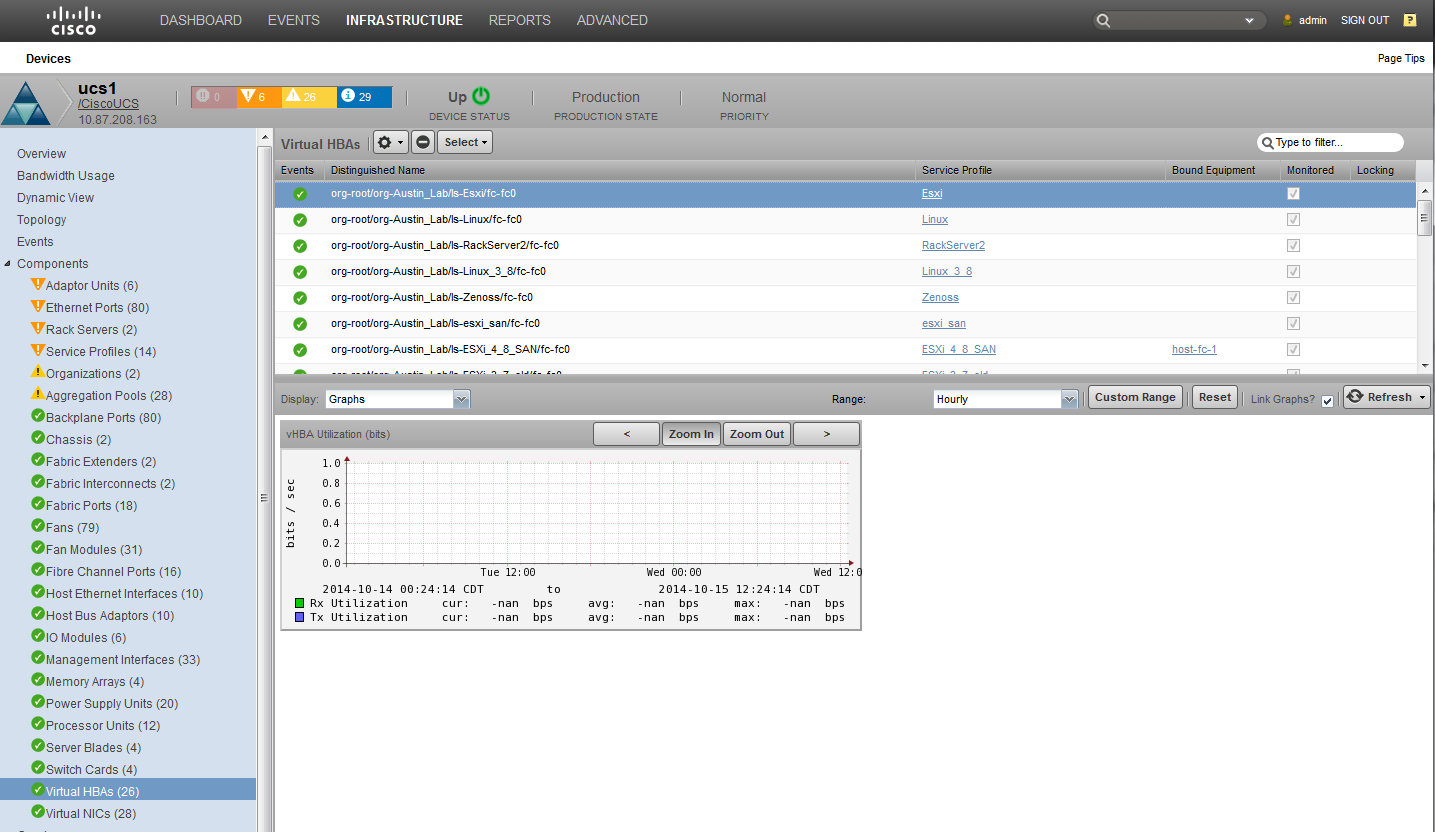 cisco
DASHBOARD EVENTS INFRASTRUCTURE REPORTS ADVANCED
admin SIGN OUT ?
Devices
Page Tips
ucs1
/CiscoUCS
10.87.208.163
0 6 26 29
Up
DEVICE STATUS
Production
PRODUCTION STATE
Normal
PRIORITY
Overview
Bandwidth Usage
Dynamic View
Topology
Events
Components
Adaptor Units (6)
Ethernet Ports (80)
Rack Servers (2)
Service Profiles (14)
Organizations (2)
Aggregation Pools (28)
Backplane Ports (80)
Chassis (2)
Fabric Extenders (2)
Fabric Interconnects (2)
Fabric Ports (18)
Fans (79)
Fan Modules (31)
Fibre Channel Ports (16)
Host Ethernet Interfaces (10)
Host Bus Adaptors (10)
IO Modules (6)
Management Interfaces (33)
Memory Arrays (4)
Power Supply Units (20)
Processor Units (12)
Server Blades (4)
Switch Cards (4)
Virtual HBAs (26)
Virtual NICs (28)
Virtual HBAs Select Type to filter...
Events Distinguished Name Service Profile Bound Equipment Monitored Locking
org-root/org-Austin_Lab/ls-Esxi/fc-fc0 Esxi
org-root/org-Austin_Lab/ls-Linux/fc-fc0 Linux
org-root/org-Austin_Lab/ls-RackServer2/fc-fc0 RackServer2
org-root/org-Austin_Lab/ls-Linux_3_8/fc-fc0 Linux_3_8
org-root/org-Austin_Lab/ls-Zenoss/fc-fc0 Zenoss
org-root/org-Austin_Lab/ls-esxi_san/fc-fc0 esxi_san
org-root/org-Austin_Lab/ls-ESXi_4_8_SAN/fc-fc0 ESXi_4_8_SAN host-fc-1
Display: Graphs Range: Hourly Custom Range Reset Link Graphs? Refresh
vHBA Utilization (bits) < Zoom In Zoom Out >
bits / sec
1.0
0.8
0.6
0.4
0.2
0.0
Tue 12:00 Wed 00:00 Wed 12:0
2014-10-14 00:24:14 CDT to 2014-10-15 12:24:14 CDT
Rx Utilization cur: -nan bps avg: -nan bps max: -nan bps
Tx Utilization cur: -nan bps avg: -nan bps max: -nan bps